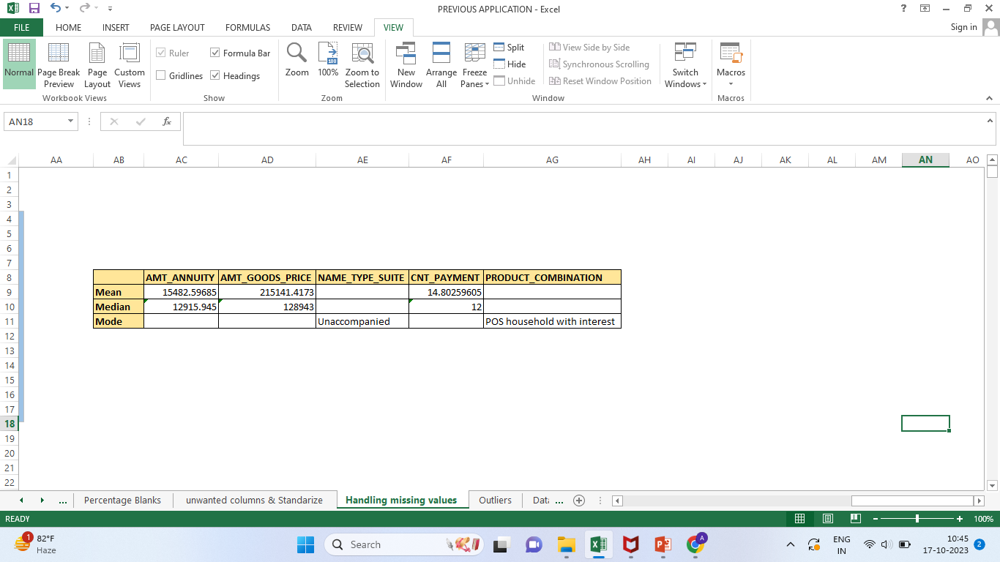 PREVIOUS APPLICATION - Excel
FILE HOME INSERT PAGE LAYOUT FORMULAS DATA REVIEW VIEW Sign in
Normal Page Break Preview Page Layout Custom Views
Workbook Views
Ruler Formula Bar
Gridlines Headings
Show
Zoom 100% Zoom to Selection
Zoom
New Window Arrange All Freeze Panes
Split
Hide
Unhide
View Side by Side
Synchronous Scrolling
Reset Window Position
Switch Windows
Window
Macros
Macros
AN18 fx
AA AB AC AD AE AF AG AH AI AJ AK AL AM AN AO
1
2
3
4
5
6
7
8 AMT_ANNUITY AMT_GOODS_PRICE NAME_TYPE_SUITE CNT_PAYMENT PRODUCT_COMBINATION
9 Mean 15482.59685 215141.4173 14.80259605
10 Median 12915.945 128943 12
11 Mode Unaccompanied POS household with interest
12
13
14
15
16
17
18
19
20
21
22
... Percentage Blanks unwanted columns & Standarize Handling missing values Outliers Data ...
READY 100%
1 82°F
Haze
Search
A
ENG
IN
10:45
17-10-2023
2